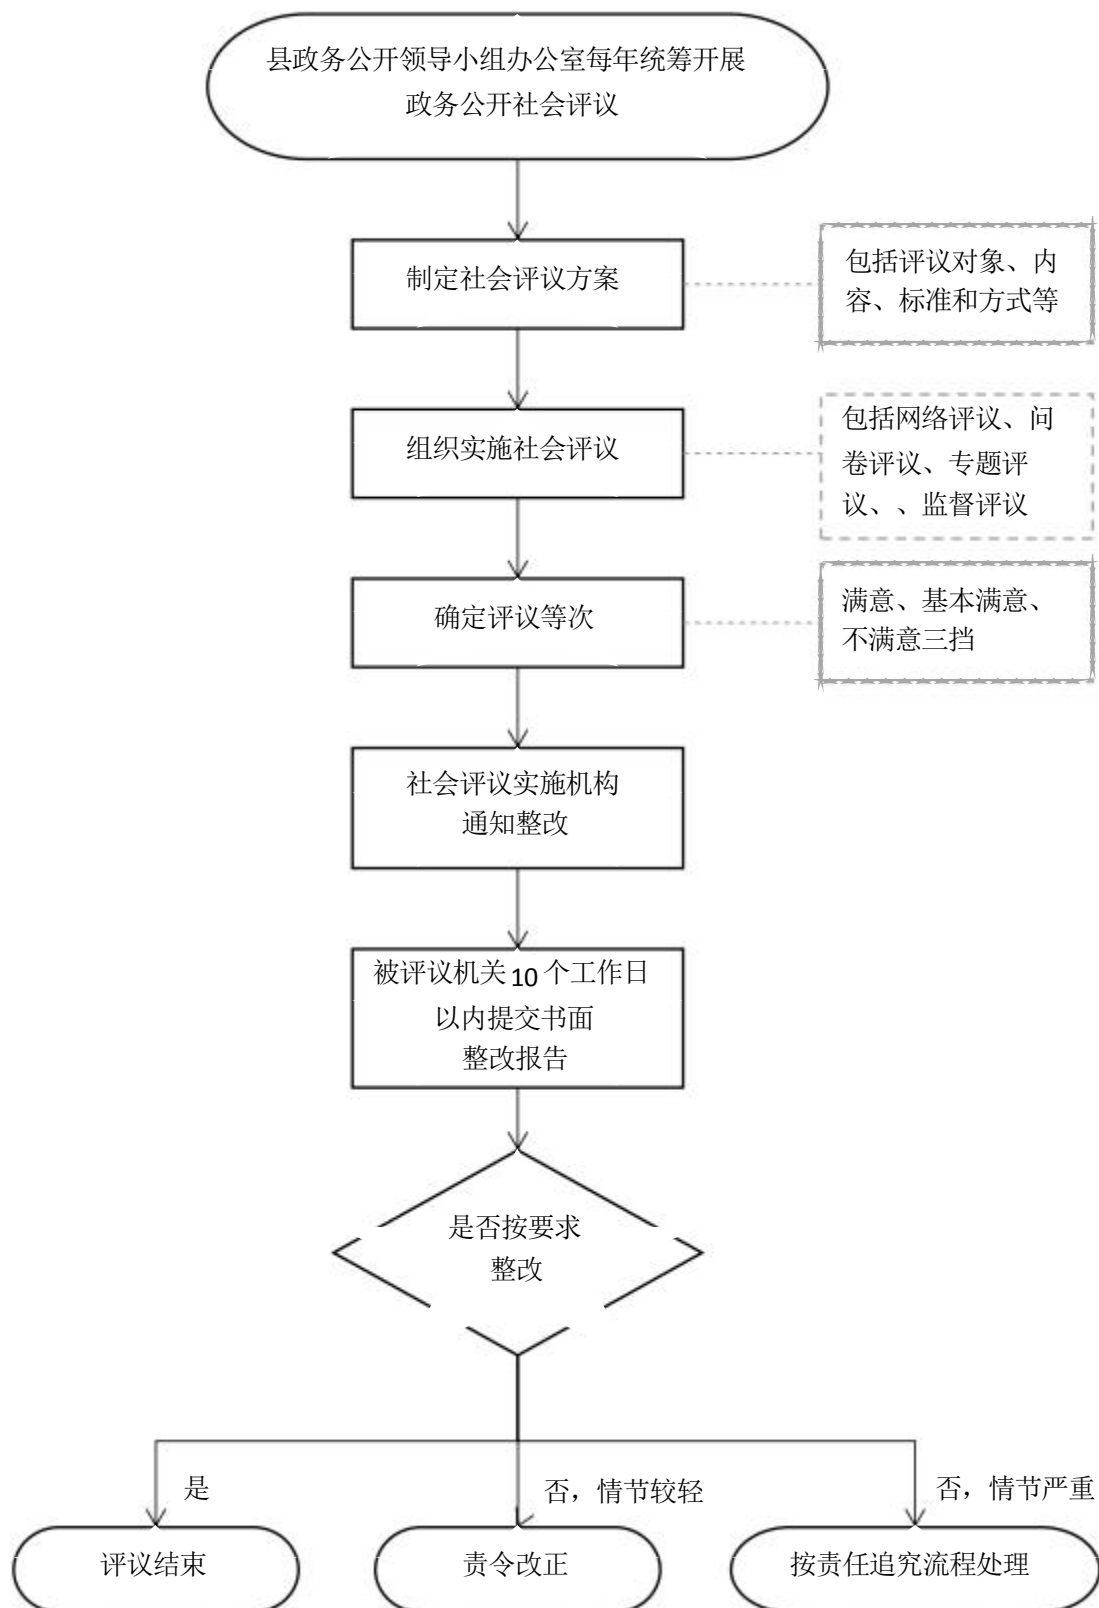 县政务公开领导小组办公室每年统筹开展
政务公开社会评议
制定社会评议方案
包括评议对象、内
容、标准和方式等
组织实施社会评议
包括网络评议、问
卷评议、专题评
议、、监督评议
确定评议等次
满意、基本满意、
不满意三挡
社会评议实施机构
通知整改
被评议机关10个工作日
以内提交书面
整改报告
是否按要求
整改
是
否，情节较轻
否，情节严重
评议结束
责令改正
按责任追究流程处理